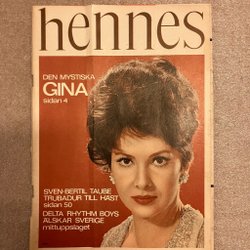 hennes
DEN MYSTISKA
GINA
sidan 4
SVEN-BERTIL TAUBE
TRUBADUR TILL HÄST
sidan 50
DELTA RHYTHM BOYS
ÄLSKAR SVERIGE
mittuppslaget